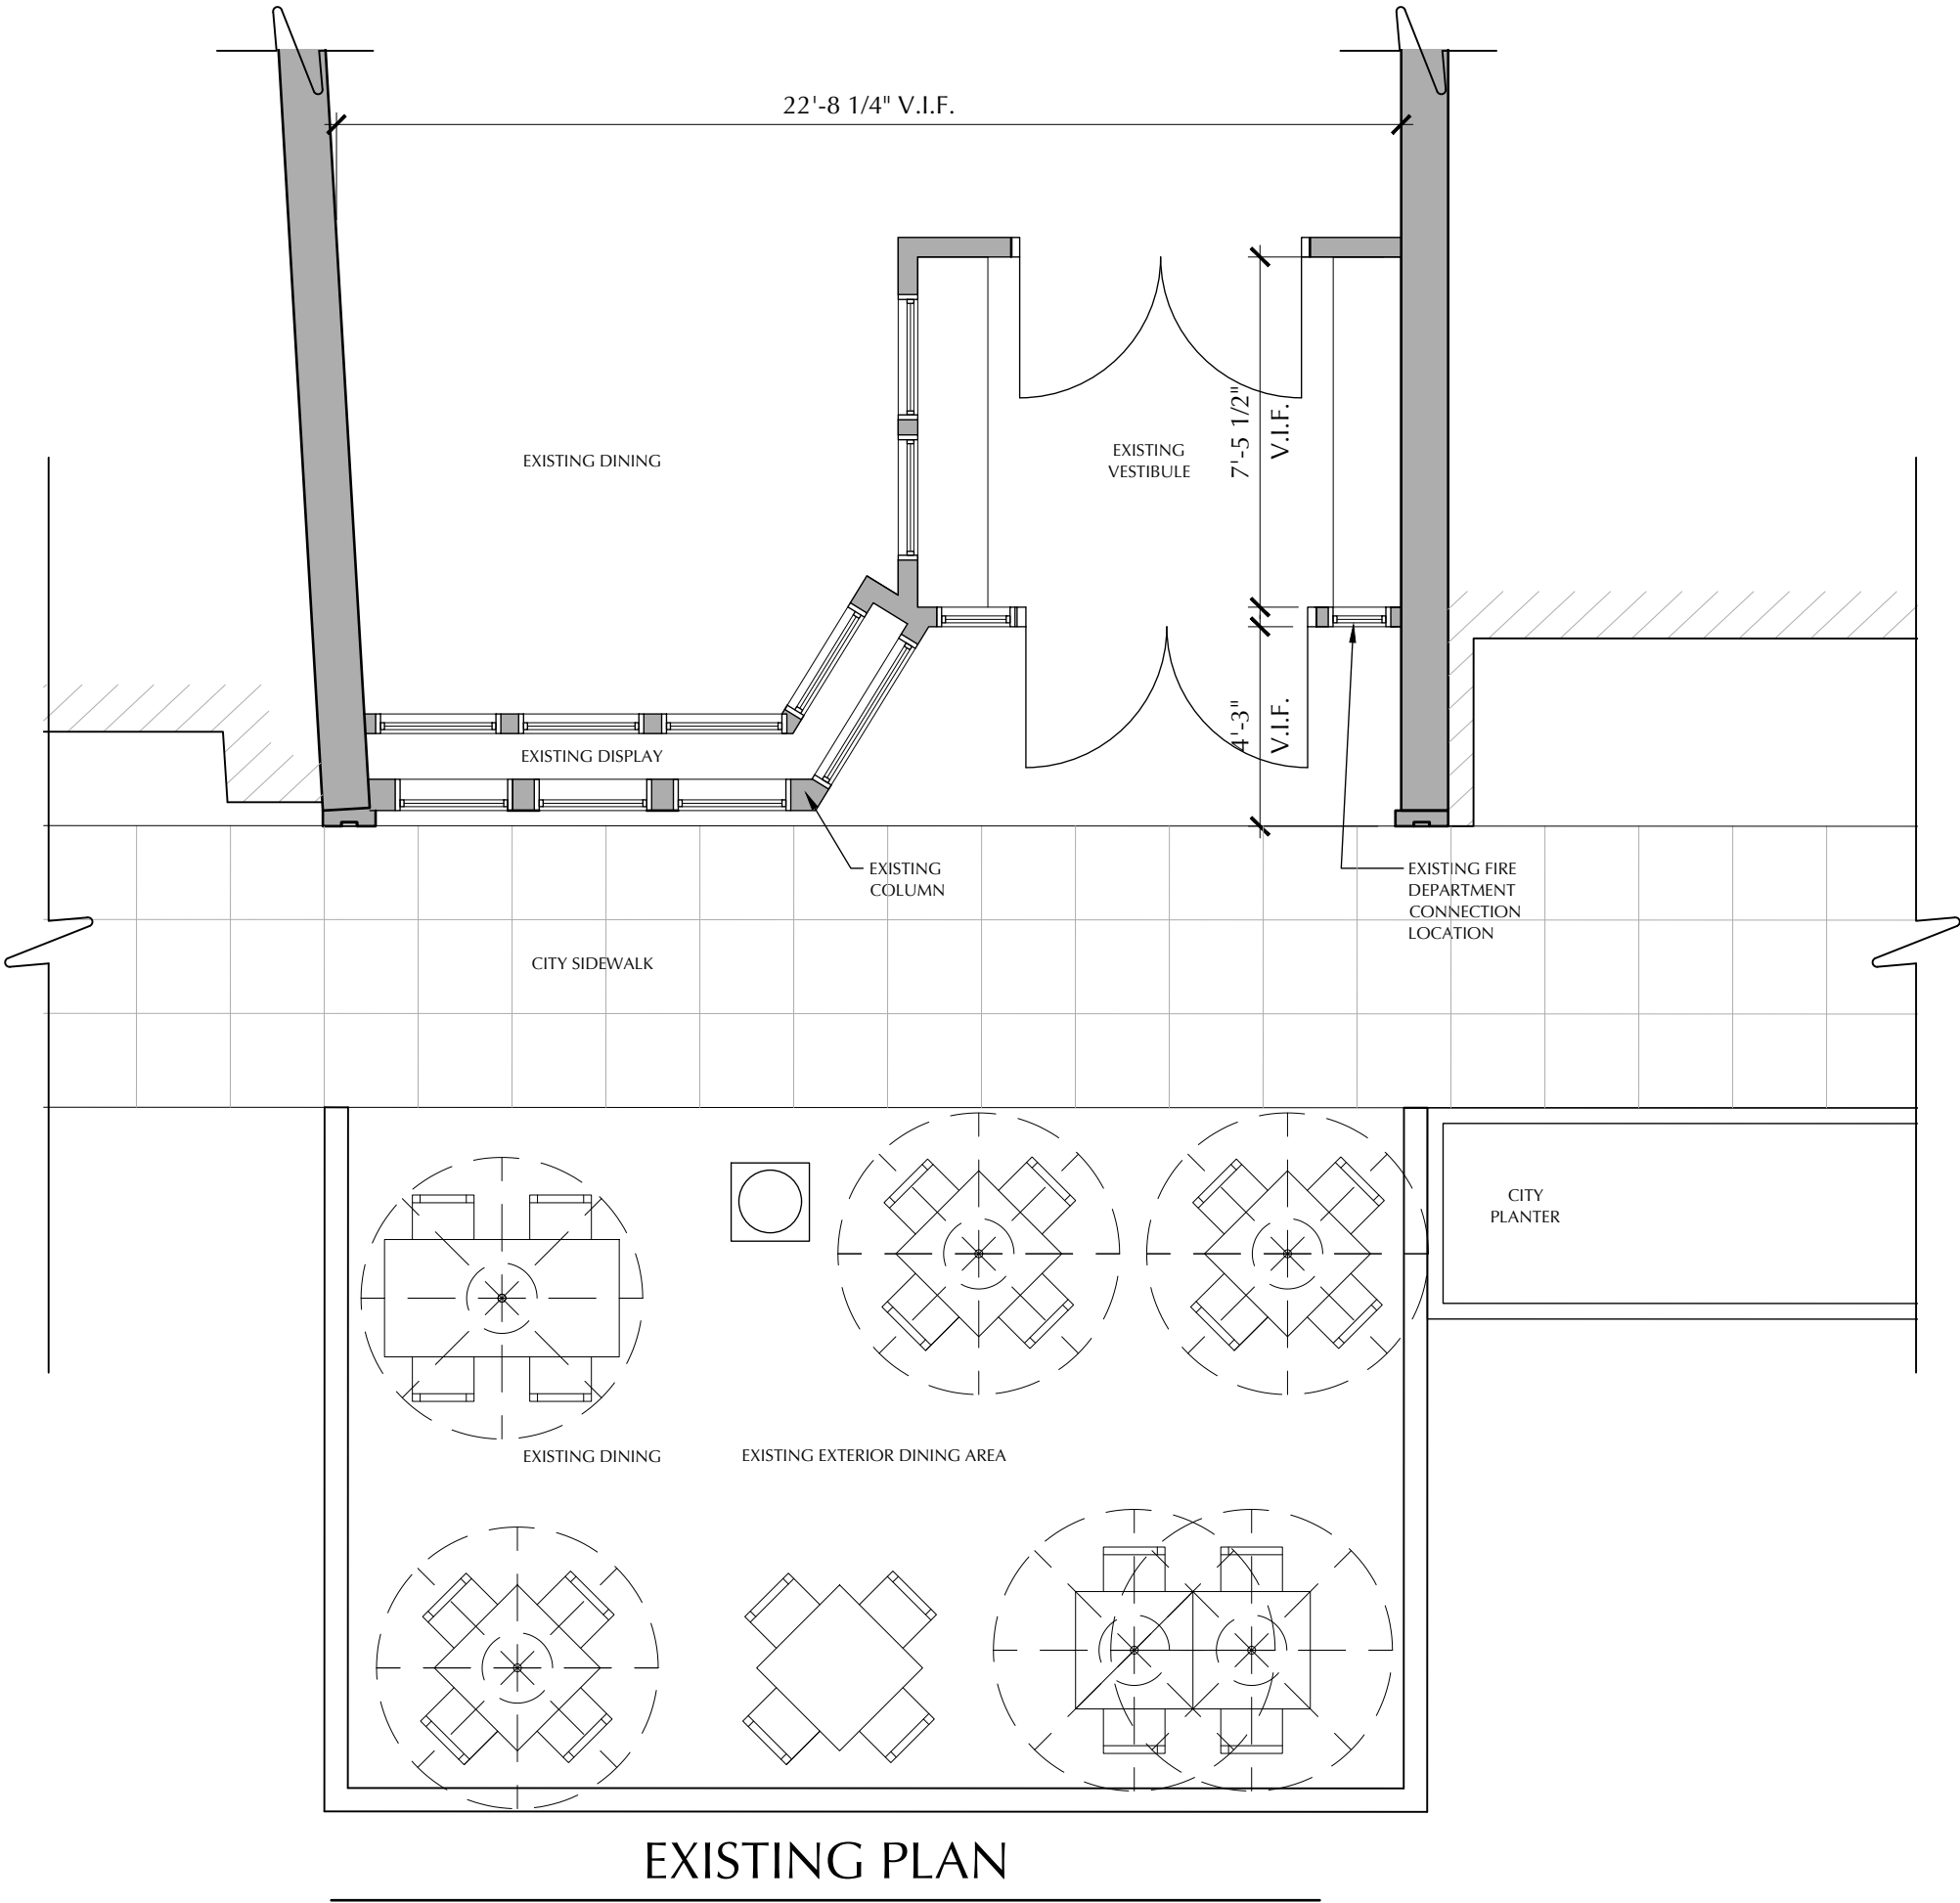 22'-8 1/4" V.I.F.
EXISTING DINING
EXISTING
VESTIBULE
7'-5 1/2"
V.I.F.
4'-3"
V.I.F.
EXISTING DISPLAY
EXISTING
COLUMN
EXISTING FIRE
DEPARTMENT
CONNECTION
LOCATION
CITY SIDEWALK
CITY
PLANTER
EXISTING DINING
EXISTING EXTERIOR DINING AREA
EXISTING PLAN